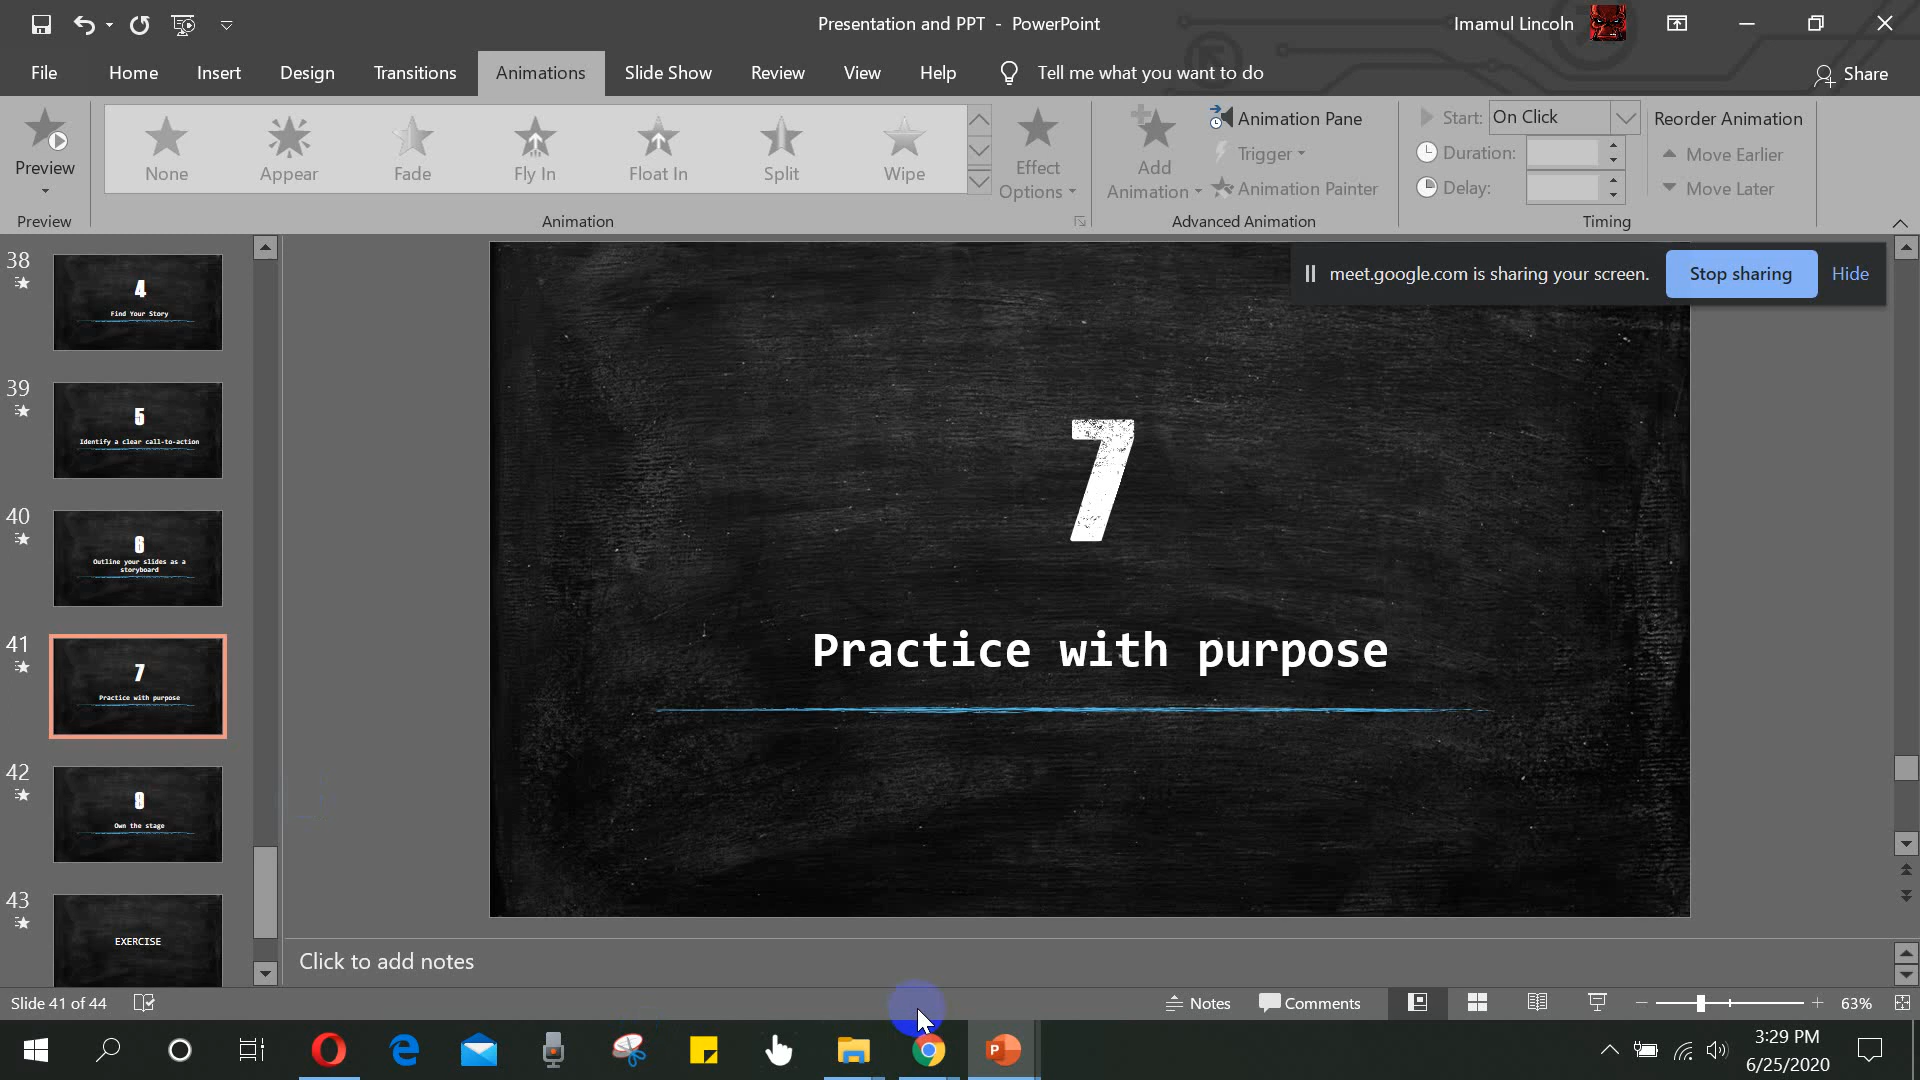 Presentation and PPT - PowerPoint
Imamul Lincoln
File Home Insert Design Transitions Animations Slide Show Review View Help Tell me what you want to do Share
Preview
Preview
None Appear Fade Fly In Float In Split Wipe
Animation
Effect
Options
Add
Animation
Animation Pane
Trigger
Animation Painter
Advanced Animation
Start: On Click
Duration:
Delay:
Timing
Reorder Animation
Move Earlier
Move Later
meet.google.com is sharing your screen. Stop sharing Hide
38
4
Find Your Story
39
5
Identify a clear call-to-action
40
6
Outline your slides as a
storyboard
41
7
Practice with purpose
42
8
Own the stage
43
EXERCISE
7
Practice with purpose
Click to add notes
Slide 41 of 44
Notes Comments 63%
3:29 PM
6/25/2020